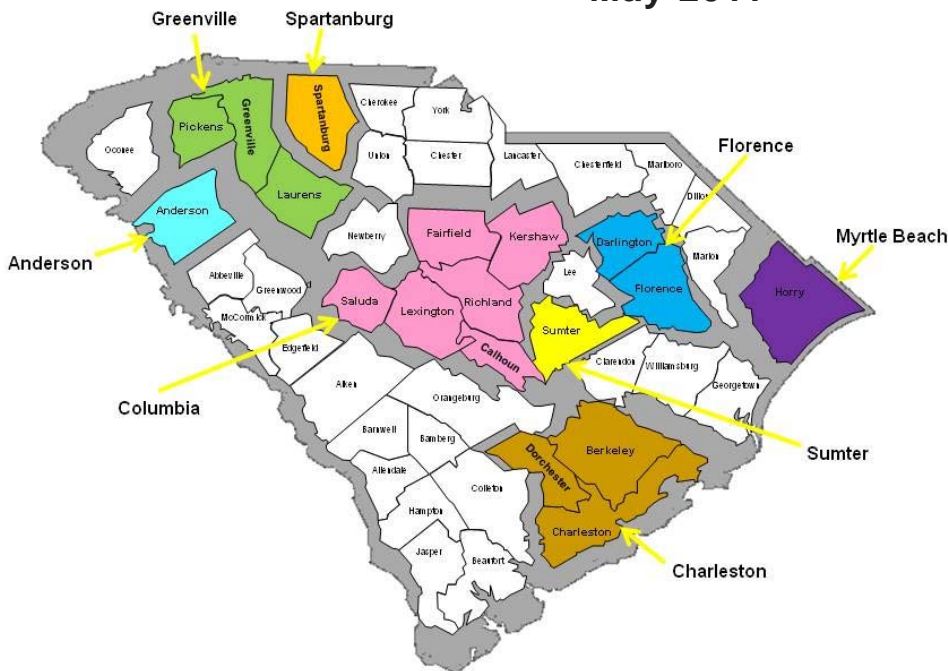 Greenville
Spartanburg
Cherokee
York
Spartanburg
Greenville
Pickens
Oconee
Union
Chester
Lancaster
Chesterfield
Marlboro
Florence
Dillon
Laurens
Anderson
Newberry
Fairfield
Kershaw
Darlington
Marion
Myrtle Beach
Anderson
Abbeville
Greenwood
Lee
Florence
Horry
Saluda
Lexington
Richland
McCormick
Sumter
Edgefield
Calhoun
Clarendon
Williamsburg
Georgetown
Aiken
Columbia
Orangeburg
Barnwell
Bamberg
Berkeley
Dorchester
Sumter
Allendale
Colleton
Hampton
Charleston
Jasper
Beaufort
Charleston